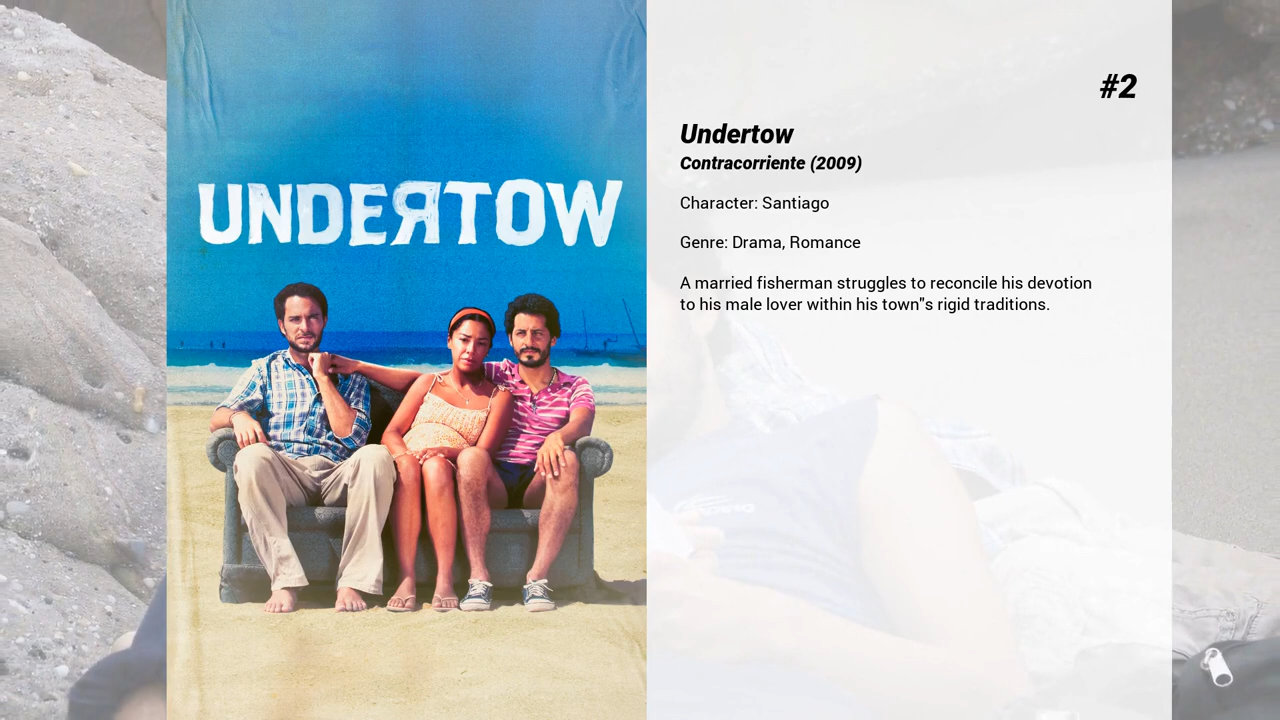 UNDERTOW
#2
Undertow
Contracorriente (2009)
Character: Santiago
Genre: Drama, Romance
A married fisherman struggles to reconcile his devotion
to his male lover within his town"s rigid traditions.